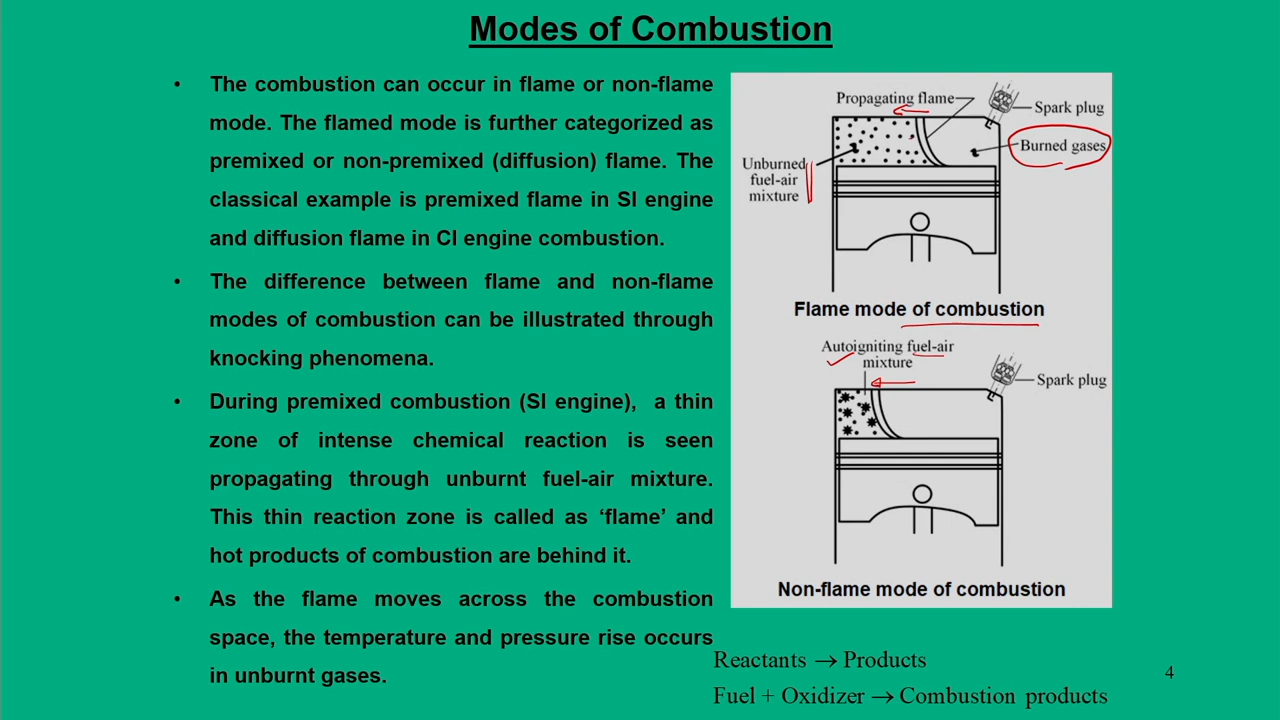 Modes of Combustion
• The combustion can occur in flame or non-flame
mode. The flamed mode is further categorized as
premixed or non-premixed (diffusion) flame. The
classical example is premixed flame in SI engine
and diffusion flame in CI engine combustion.
• The difference between flame and non-flame
modes of combustion can be illustrated through
knocking phenomena.
• During premixed combustion (SI engine), a thin
zone of intense chemical reaction is seen
propagating through unburnt fuel-air mixture.
This thin reaction zone is called as ‘flame’ and
hot products of combustion are behind it.
• As the flame moves across the combustion
space, the temperature and pressure rise occurs
in unburnt gases.
Propagating flame
Spark plug
Burned gases
Unburned
fuel-air
mixture
Flame mode of combustion
Autoigniting fuel-air
mixture
Spark plug
Non-flame mode of combustion
Reactants → Products
Fuel + Oxidizer → Combustion products
4